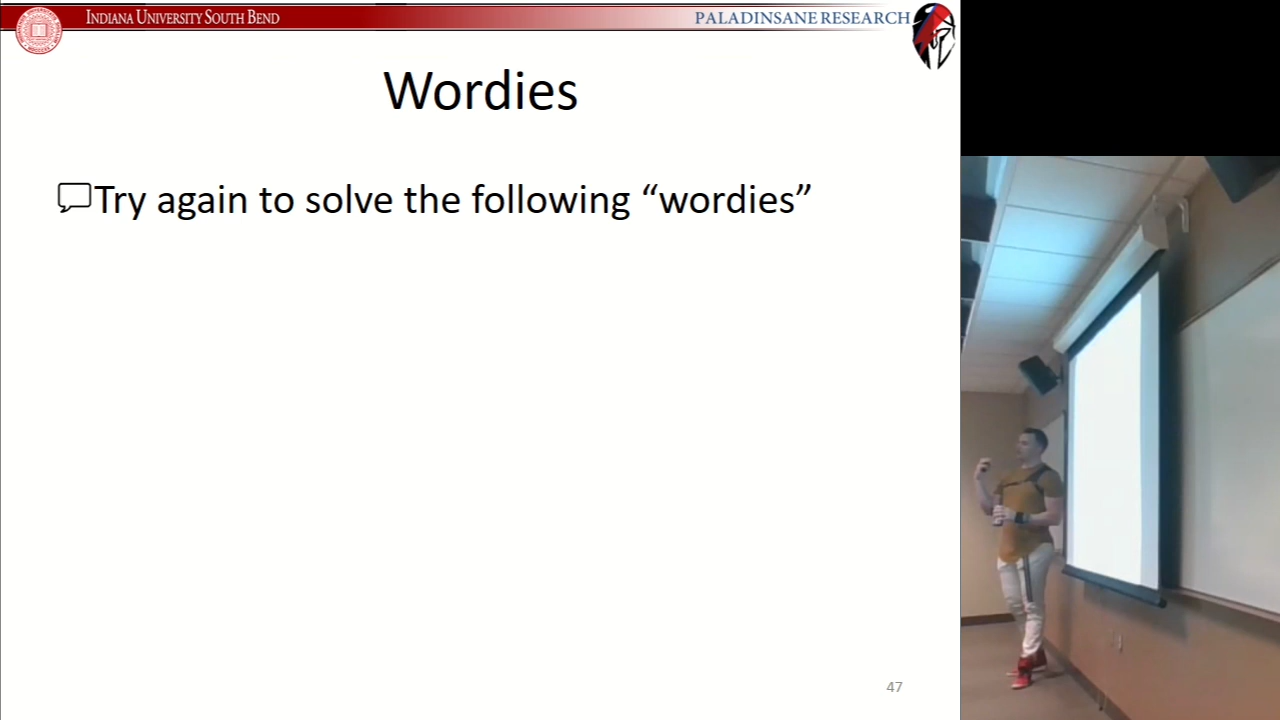 INDIANA UNIVERSITY SOUTH BEND
PALADINSANE RESEARCH
Wordies
Try again to solve the following “wordies”
47